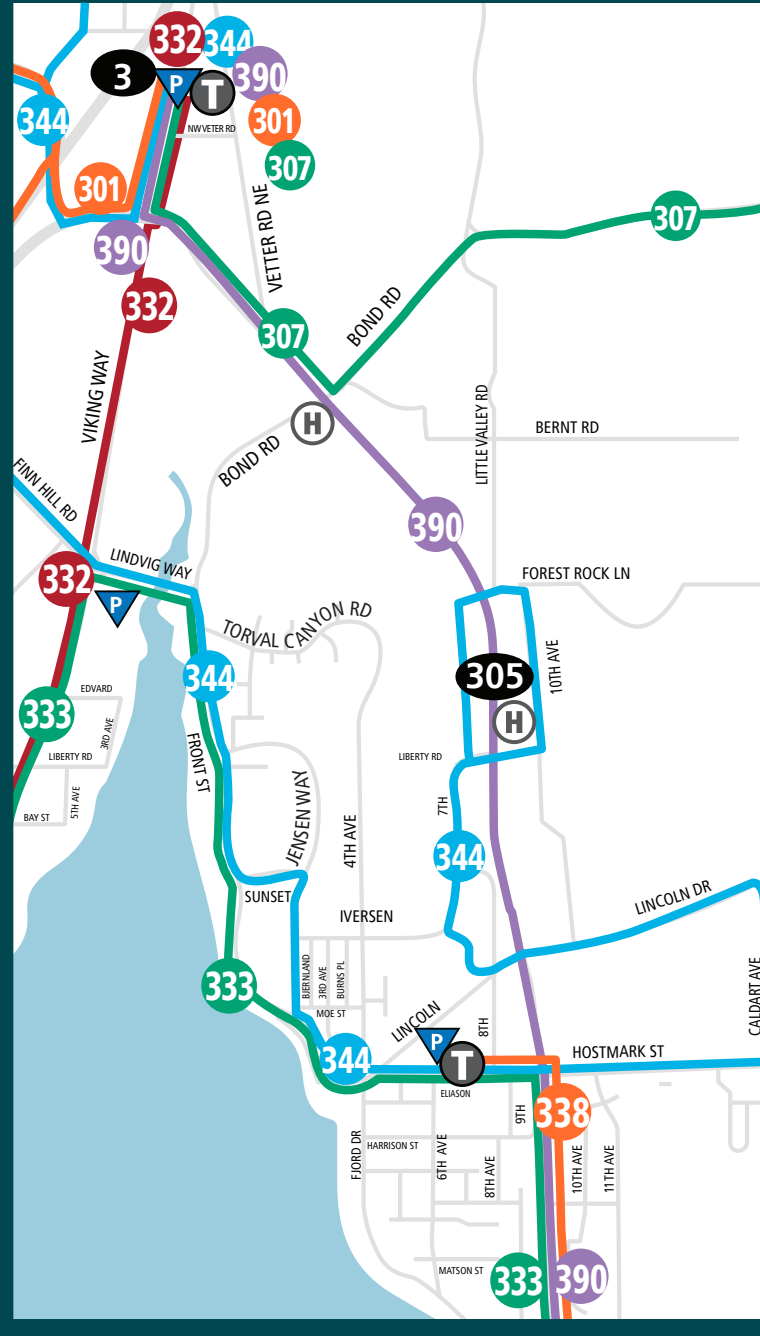 332
344
3
P
T
390
301
307
344
NW VETER RD
301
307
390
VETTER RD NE
332
307
BOND RD
VIKING WAY
LITTLE VALLEY RD
H
BERNT RD
BOND RD
FINN HILL RD
390
LINDVIG WAY
332
P
FOREST ROCK LN
TORVAL CANYON RD
344
305
10TH AVE
EDVARD
333
3RD AVE
H
LIBERTY RD
FRONT ST
LIBERTY RD
5TH AVE
BAY ST
JENSEN WAY
4TH AVE
7TH
344
SUNSET
LINCOLN DR
IVERSEN
333
BJERNLAND
3RD AVE
BURNS PL
CALDART AVE
MOE ST
LINCOLN
8TH
P
344
T
HOSTMARK ST
ELIASON
9TH
338
FJORD DR
HARRISON ST
6TH AVE
8TH AVE
10TH AVE
11TH AVE
MATSON ST
333
390